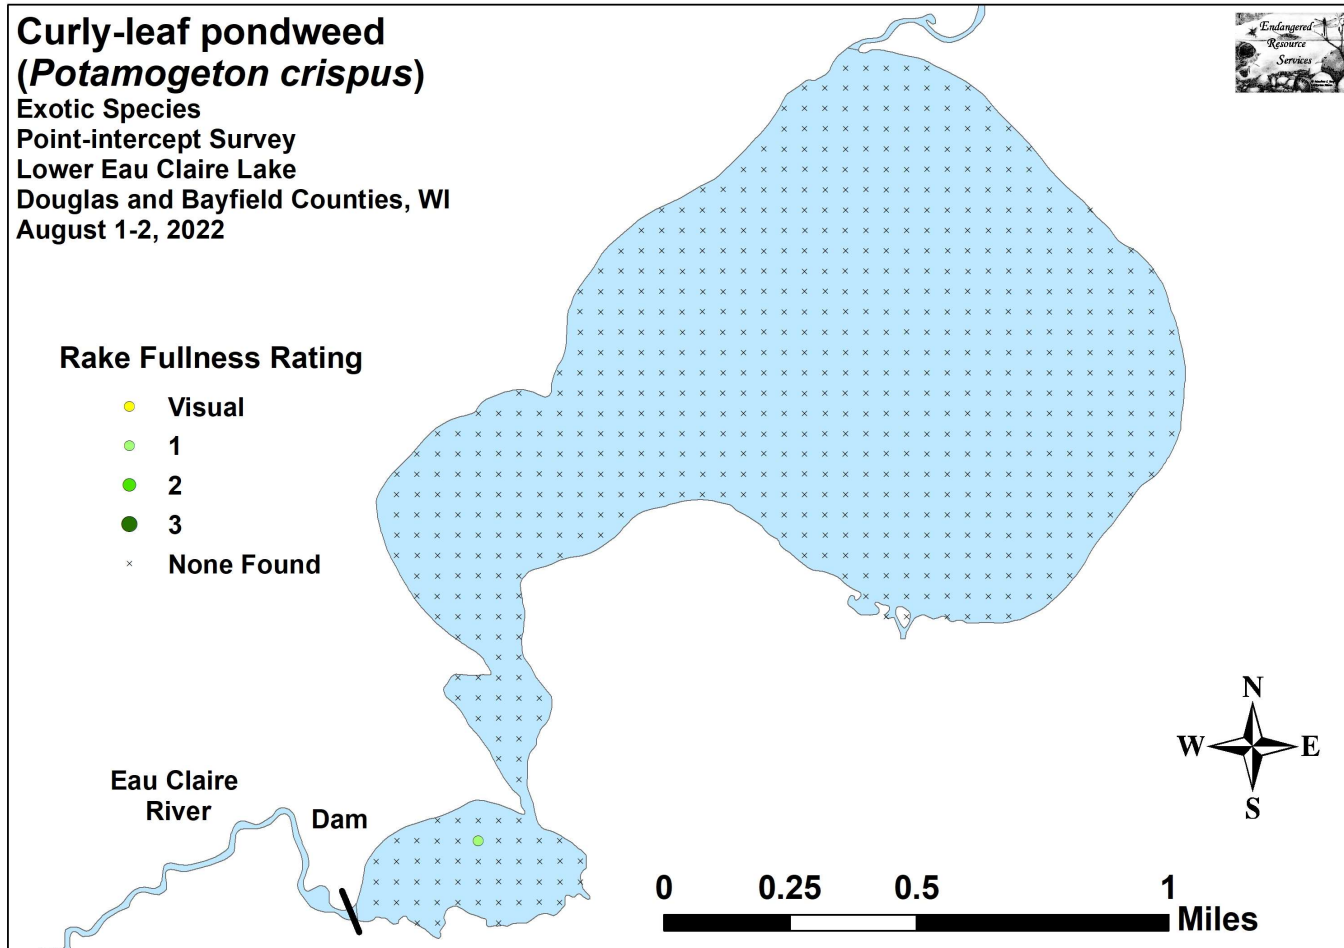 Curly-leaf pondweed
(Potamogeton crispus)
Exotic Species
Point-intercept Survey
Lower Eau Claire Lake
Douglas and Bayfield Counties, WI
August 1-2, 2022
Endangered
Resource
Services
Rake Fullness Rating
Visual
1
2
3
None Found
N
W E
S
Eau Claire
River
Dam
0 0.25 0.5 1
Miles